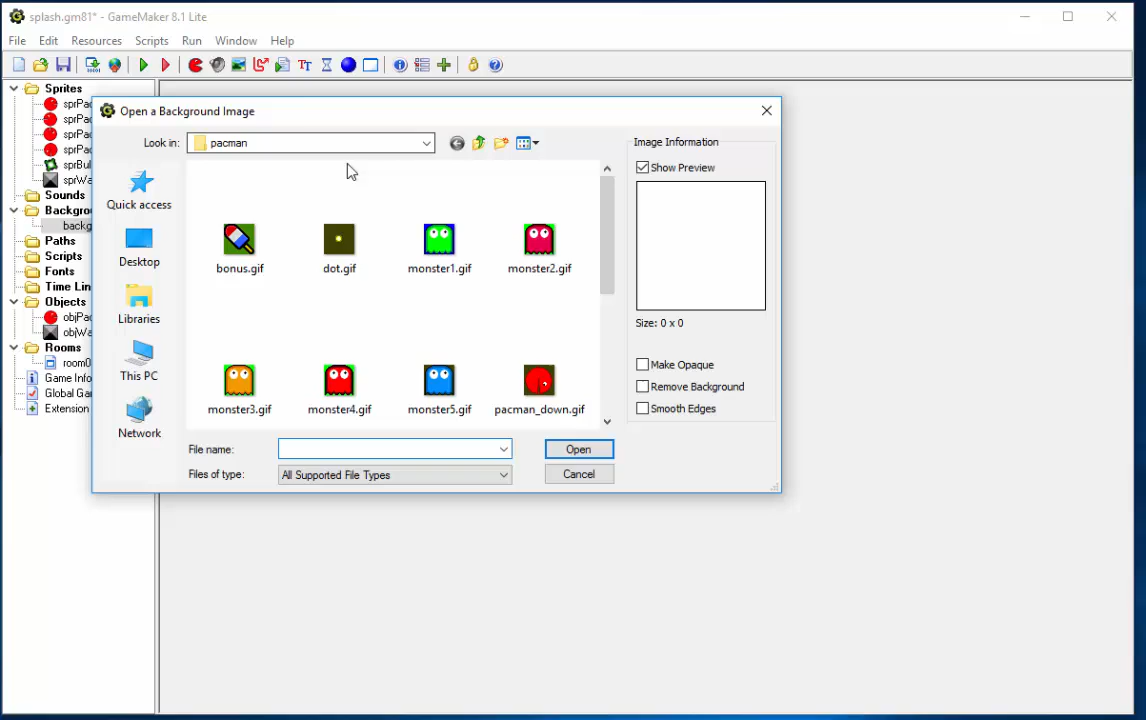 splash.gm81* - GameMaker 8.1 Lite
File Edit Resources Scripts Run Window Help
Sprites
sprPa
sprPa
sprPa
sprPa
sprBul
sprWa
Sounds
Backgro
backg
Paths
Scripts
Fonts
Time Lin
Objects
objPa
objWa
Rooms
room0
Game Info
Global Ga
Extension
Open a Background Image
Look in: pacman
Quick access
Desktop
Libraries
This PC
Network
bonus.gif dot.gif monster1.gif monster2.gif
monster3.gif monster4.gif monster5.gif pacman_down.gif
File name: Open
Files of type: All Supported File Types Cancel
Image Information
Show Preview
Size: 0 x 0
Make Opaque
Remove Background
Smooth Edges